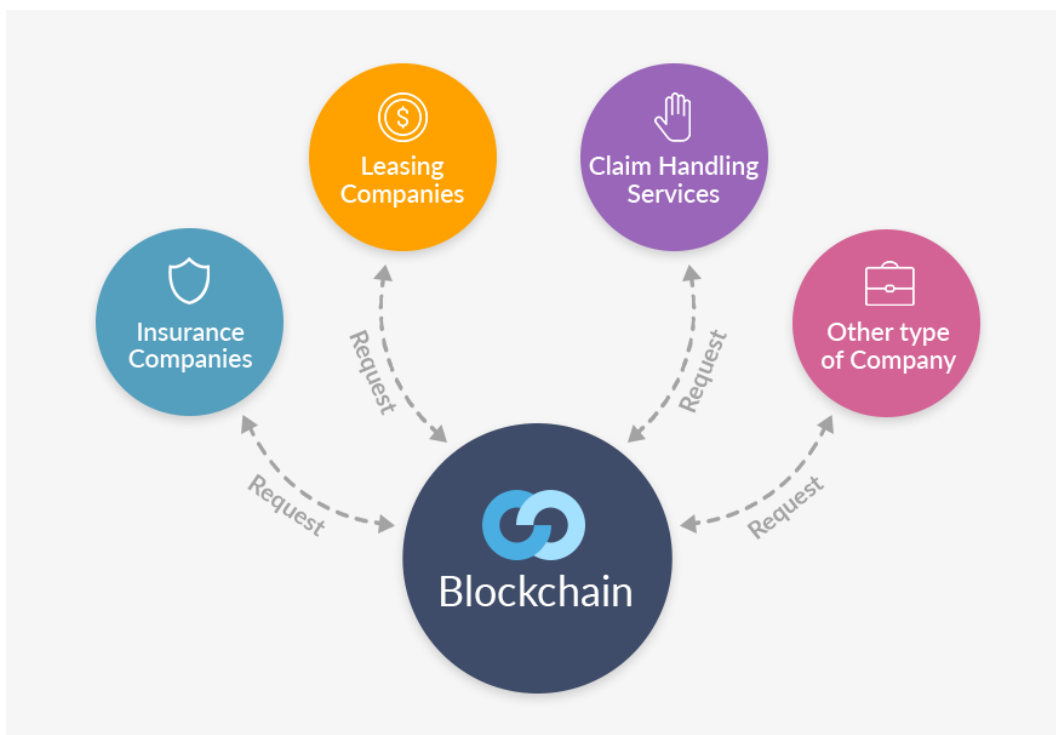 Leasing
Companies
Claim Handling
Services
Insurance
Companies
Other type
of Company
Request
Request
Request
Request
Blockchain